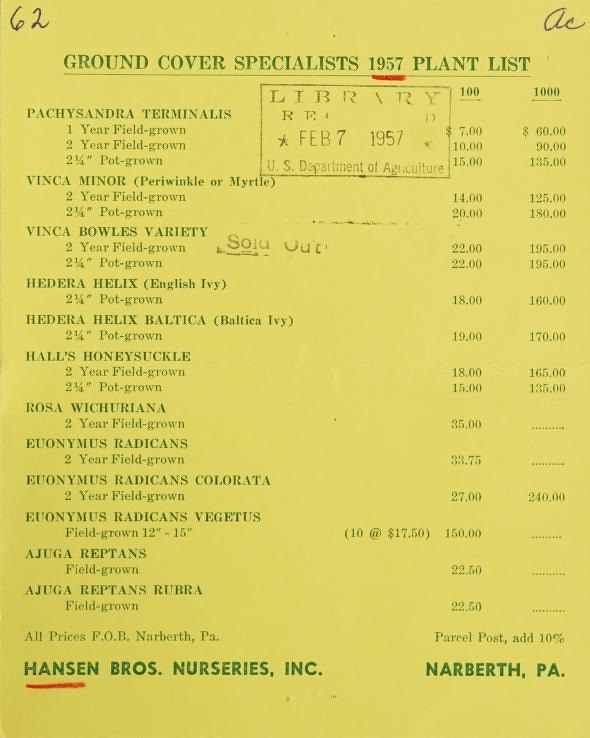 62
Ac
GROUND COVER SPECIALISTS 1957 PLANT LIST
100 1000
LIBRARY
FEB 7 1957
U. S. Department of Agriculture
PACHYSANDRA TERMINALIS
1 Year Field-grown $ 7.00 $ 60.00
2 Year Field-grown 10.00 90.00
2¼" Pot-grown 15.00 135.00
VINCA MINOR (Periwinkle or Myrtle)
2 Year Field-grown 14.00 125.00
2¼" Pot-grown 20.00 180.00
VINCA BOWLES VARIETY
2 Year Field-grown Sold Out 22.00 195.00
2¼" Pot-grown 22.00 195.00
HEDERA HELIX (English Ivy)
2¼" Pot-grown 18.00 160.00
HEDERA HELIX BALTICA (Baltica Ivy)
2¼" Pot-grown 19.00 170.00
HALL'S HONEYSUCKLE
2 Year Field-grown 18.00 165.00
2¼" Pot-grown 15.00 135.00
ROSA WICHURIANA
2 Year Field-grown 35.00 .........
EUONYMUS RADICANS
2 Year Field-grown 33.75 .........
EUONYMUS RADICANS COLORATA
2 Year Field-grown 27.00 240.00
EUONYMUS RADICANS VEGETUS
Field-grown 12" - 15" (10 @ $17.50) 150.00 .........
AJUGA REPTANS
Field-grown 22.50 .........
AJUGA REPTANS RUBRA
Field-grown 22.50 .........
All Prices F.O.B. Narberth, Pa. Parcel Post, add 10%
HANSEN BROS. NURSERIES, INC. NARBERTH, PA.